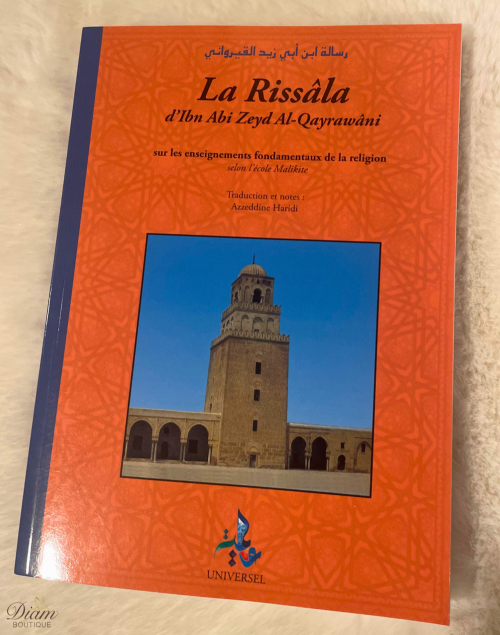 رسالة ابن أبي زيد القيرواني
La Rissâla
d'Ibn Abi Zeyd Al-Qayrawâni
sur les enseignements fondamentaux de la religion
selon l'école Malikite
Traduction et notes :
Azzeddine Haridi
UNIVERSEL
Diam
BOUTIQUE